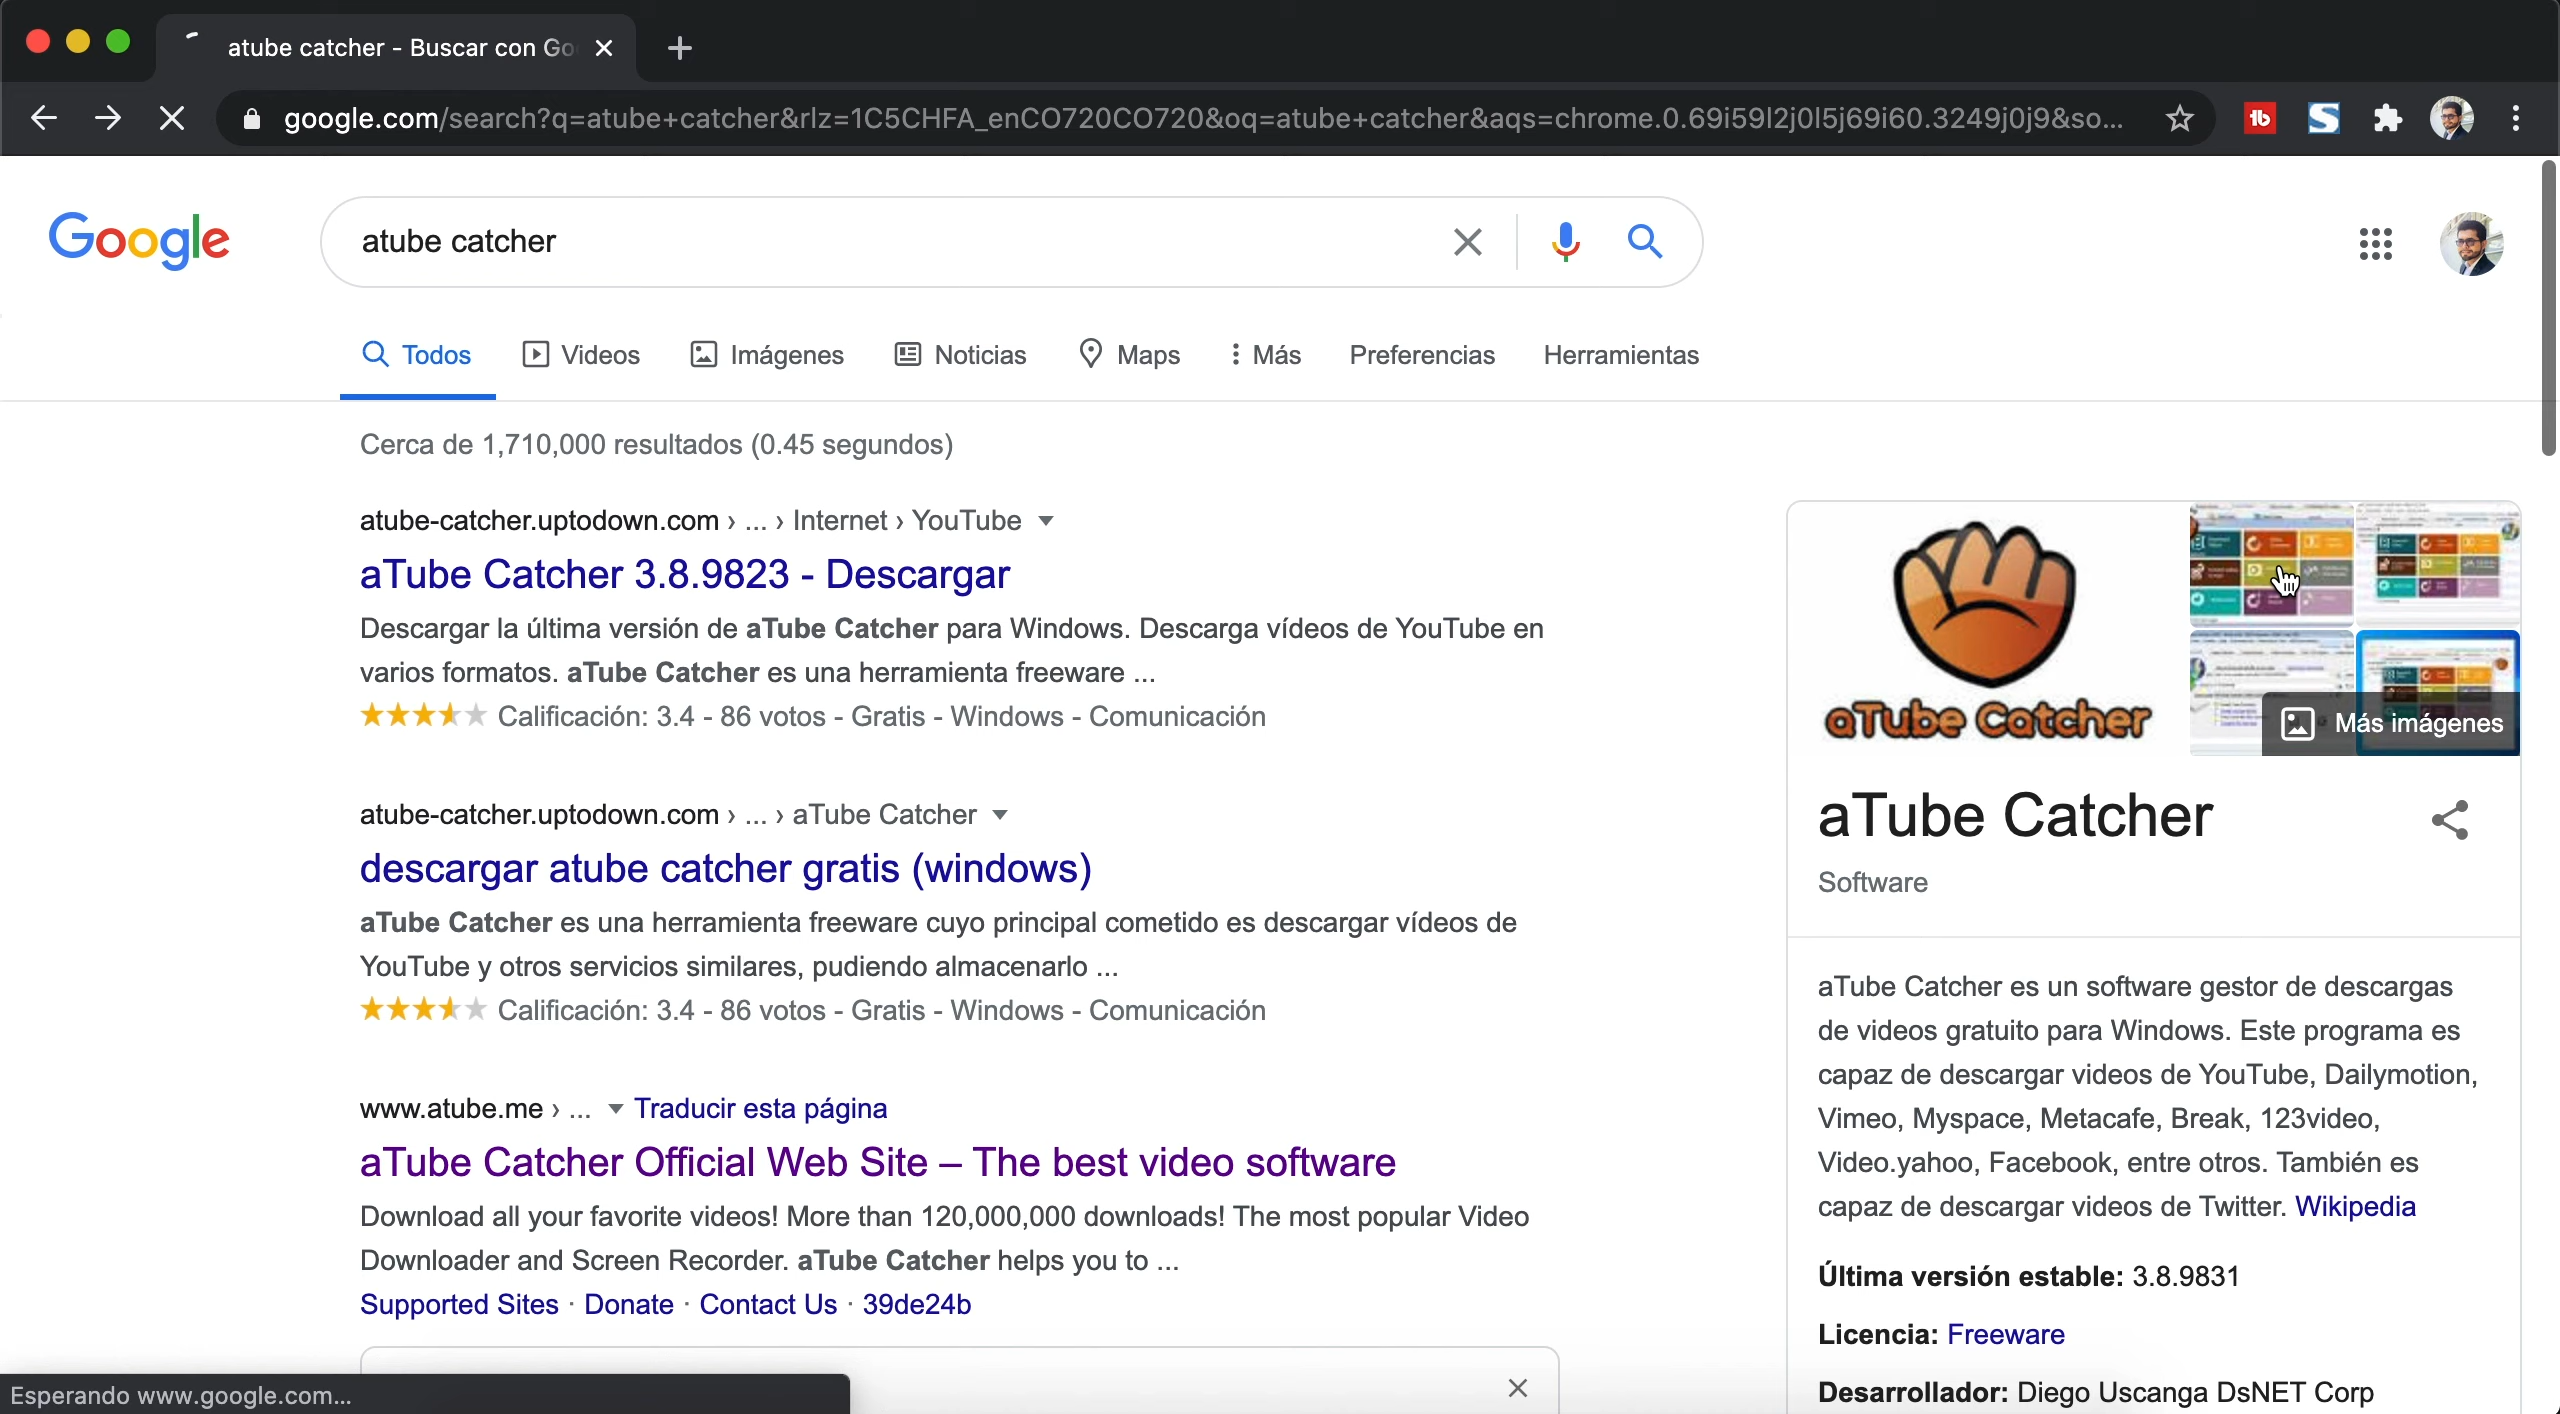 atube catcher - Buscar con Goo
google.com/search?q=atube+catcher&rlz=1C5CHFA_enCO720CO720&oq=atube+catcher&aqs=chrome.0.69i59l2j0l5j69i60.3249j0j9&so...
Google
atube catcher
Todos Videos Imágenes Noticias Maps Más Preferencias Herramientas
Cerca de 1,710,000 resultados (0.45 segundos)
atube-catcher.uptodown.com › ... › Internet › YouTube
aTube Catcher 3.8.9823 - Descargar
Descargar la última versión de aTube Catcher para Windows. Descarga vídeos de YouTube en
varios formatos. aTube Catcher es una herramienta freeware ...
Calificación: 3.4 - 86 votos - Gratis - Windows - Comunicación
atube-catcher.uptodown.com › ... › aTube Catcher
descargar atube catcher gratis (windows)
aTube Catcher es una herramienta freeware cuyo principal cometido es descargar vídeos de
YouTube y otros servicios similares, pudiendo almacenarlo ...
Calificación: 3.4 - 86 votos - Gratis - Windows - Comunicación
www.atube.me › ... Traducir esta página
aTube Catcher Official Web Site – The best video software
Download all your favorite videos! More than 120,000,000 downloads! The most popular Video
Downloader and Screen Recorder. aTube Catcher helps you to ...
Supported Sites · Donate · Contact Us · 39de24b
Esperando www.google.com...
aTube Catcher
Más imágenes
aTube Catcher
Software
aTube Catcher es un software gestor de descargas
de videos gratuito para Windows. Este programa es
capaz de descargar videos de YouTube, Dailymotion,
Vimeo, Myspace, Metacafe, Break, 123video,
Video.yahoo, Facebook, entre otros. También es
capaz de descargar videos de Twitter. Wikipedia
Última versión estable: 3.8.9831
Licencia: Freeware
Desarrollador: Diego Uscanga DsNET Corp